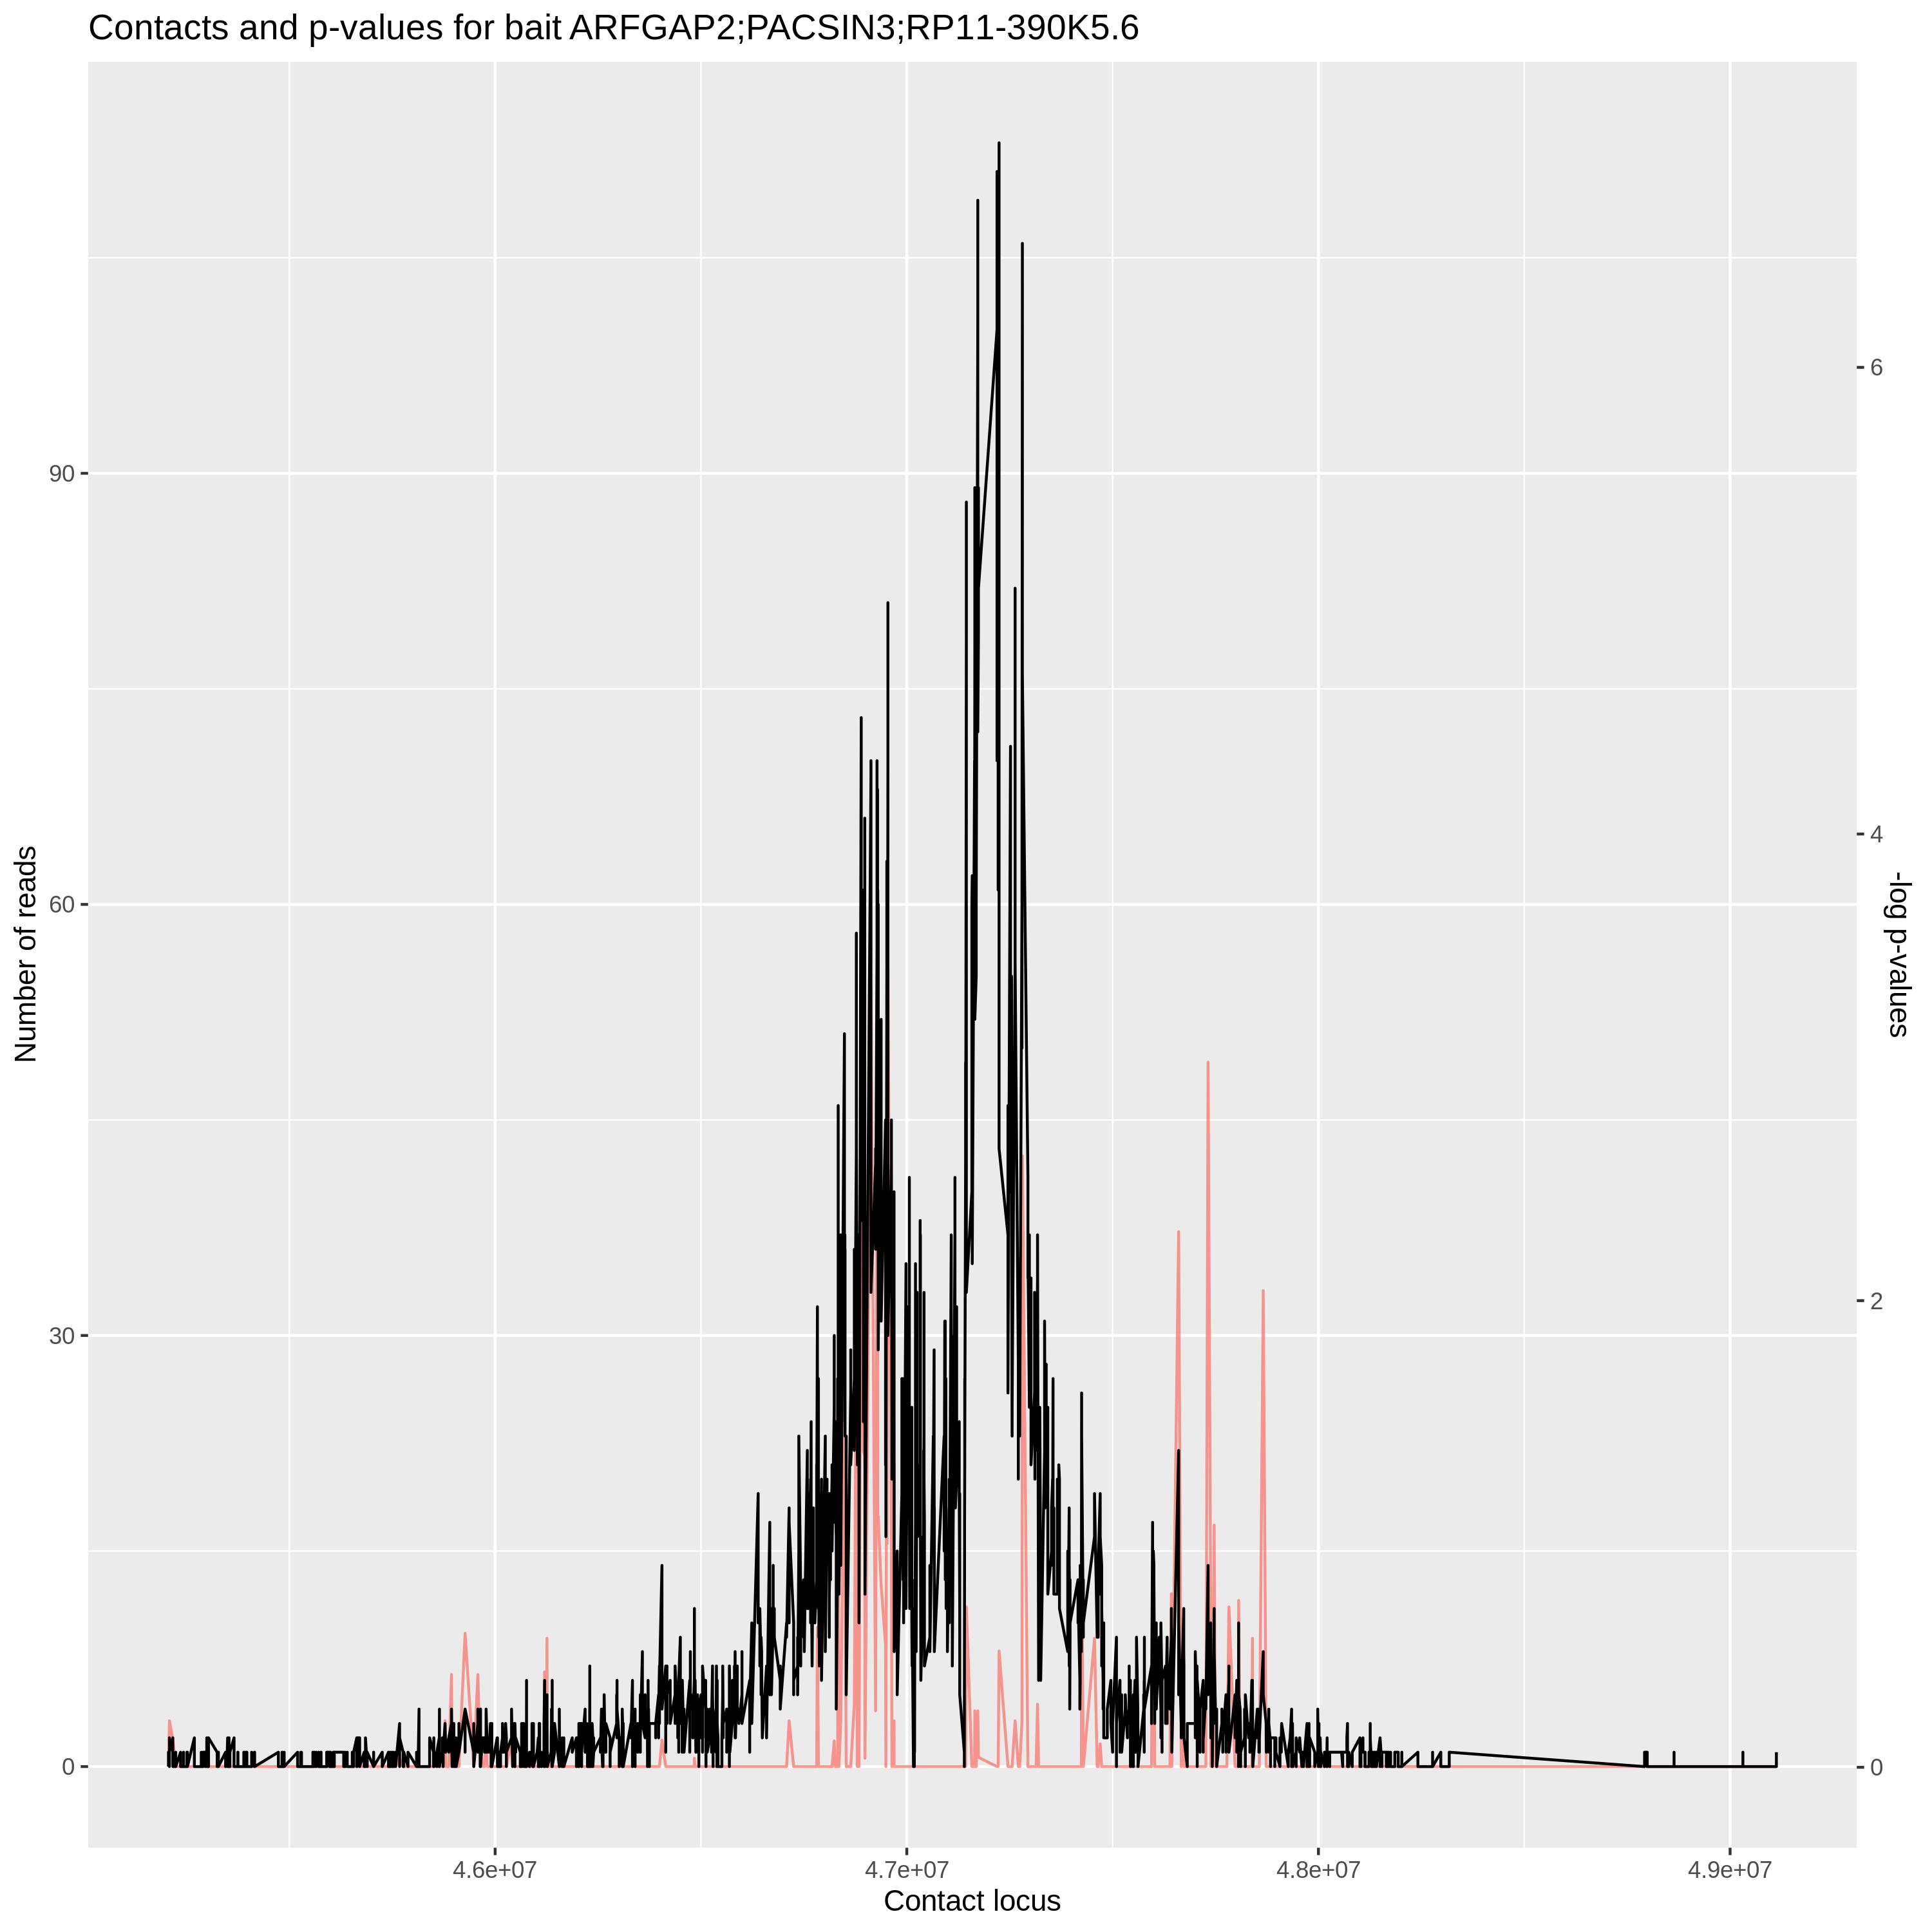 Contacts and p-values for bait ARFGAP2;PACSIN3;RP11-390K5.6
Number of reads
90
60
30
0
6
4
2
0
-log p-values
4.6e+07
4.7e+07
4.8e+07
4.9e+07
Contact locus